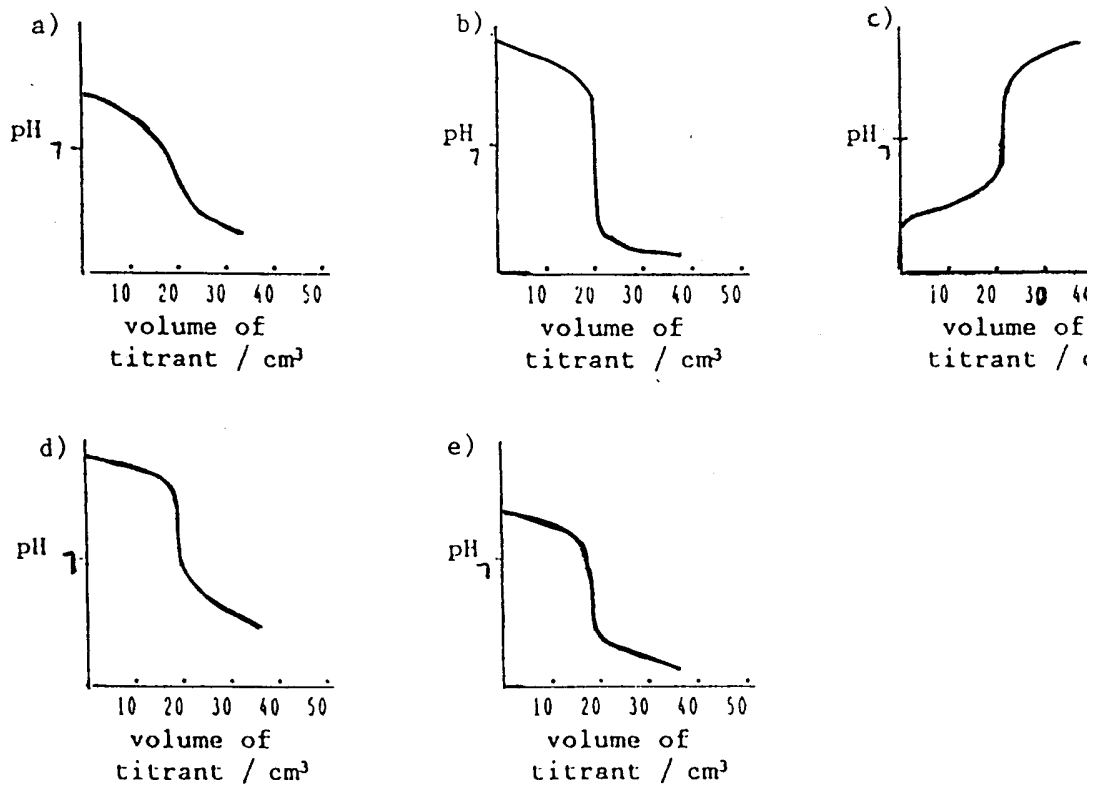 a)
pH
7
10 20 30 40 50
volume of
titrant / cm³
b)
pH
7
10 20 30 40 50
volume of
titrant / cm³
c)
pH
7
10 20 30
volume of
titrant /
d)
pH
7
10 20 30 40 50
volume of
titrant / cm³
e)
pH
7
10 20 30 40 50
volume of
titrant / cm³